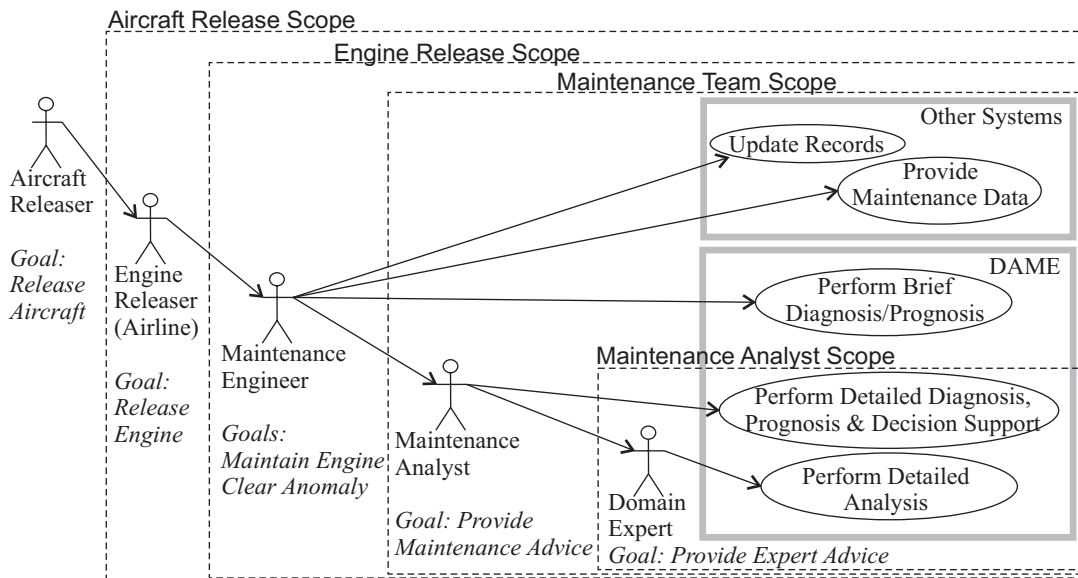 Aircraft Release Scope
Engine Release Scope
Maintenance Team Scope
Other Systems
Update Records
Provide
Maintenance Data
Aircraft
Releaser
Goal:
Release
Aircraft
Engine
Releaser
(Airline)
Goal:
Release
Engine
Maintenance
Engineer
Goals:
Maintain Engine
Clear Anomaly
DAME
Perform Brief
Diagnosis/Prognosis
Maintenance Analyst Scope
Perform Detailed Diagnosis,
Prognosis & Decision Support
Maintenance
Analyst
Goal: Provide
Maintenance Advice
Perform Detailed
Analysis
Domain
Expert
Goal: Provide Expert Advice